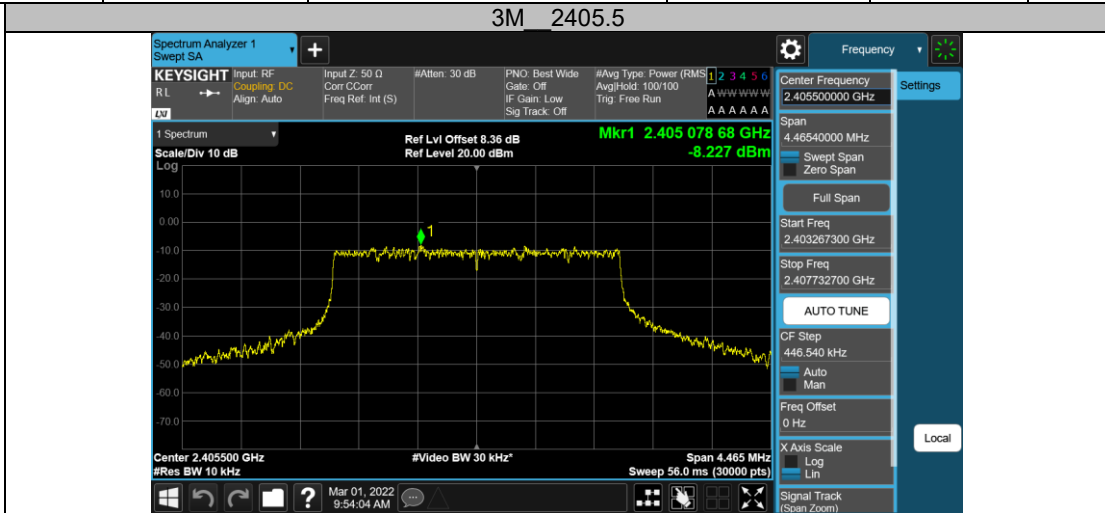 3M__2405.5
Spectrum Analyzer 1
Swept SA
+
Frequency
KEYSIGHT
RL
LXI
Input: RF
Coupling: DC
Align: Auto
Input Z: 50 Ω
Corr CCorr
Freq Ref: Int (S)
#Atten: 30 dB
PNO: Best Wide
Gate: Off
IF Gain: Low
Sig Track: Off
#Avg Type: Power (RMS
Avg|Hold: 100/100
Trig: Free Run
1 2 3 4 5 6
A W W W W W
A A A A A A
1 Spectrum
Scale/Div 10 dB
Log
Ref Lvl Offset 8.36 dB
Ref Level 20.00 dBm
Mkr1 2.405 078 68 GHz
-8.227 dBm
10.0
0.00
-10.0
-20.0
-30.0
-40.0
-50.0
-60.0
-70.0
1
Center 2.405500 GHz
#Res BW 10 kHz
#Video BW 30 kHz*
Span 4.465 MHz
Sweep 56.0 ms (30000 pts)
Center Frequency
2.405500000 GHz
Settings
Span
4.46540000 MHz
Swept Span
Zero Span
Full Span
Start Freq
2.403267300 GHz
Stop Freq
2.407732700 GHz
AUTO TUNE
CF Step
446.540 kHz
Auto
Man
Freq Offset
0 Hz
X Axis Scale
Log
Lin
Signal Track
(Span Zoom)
Local
?
Mar 01, 2022
9:54:04 AM